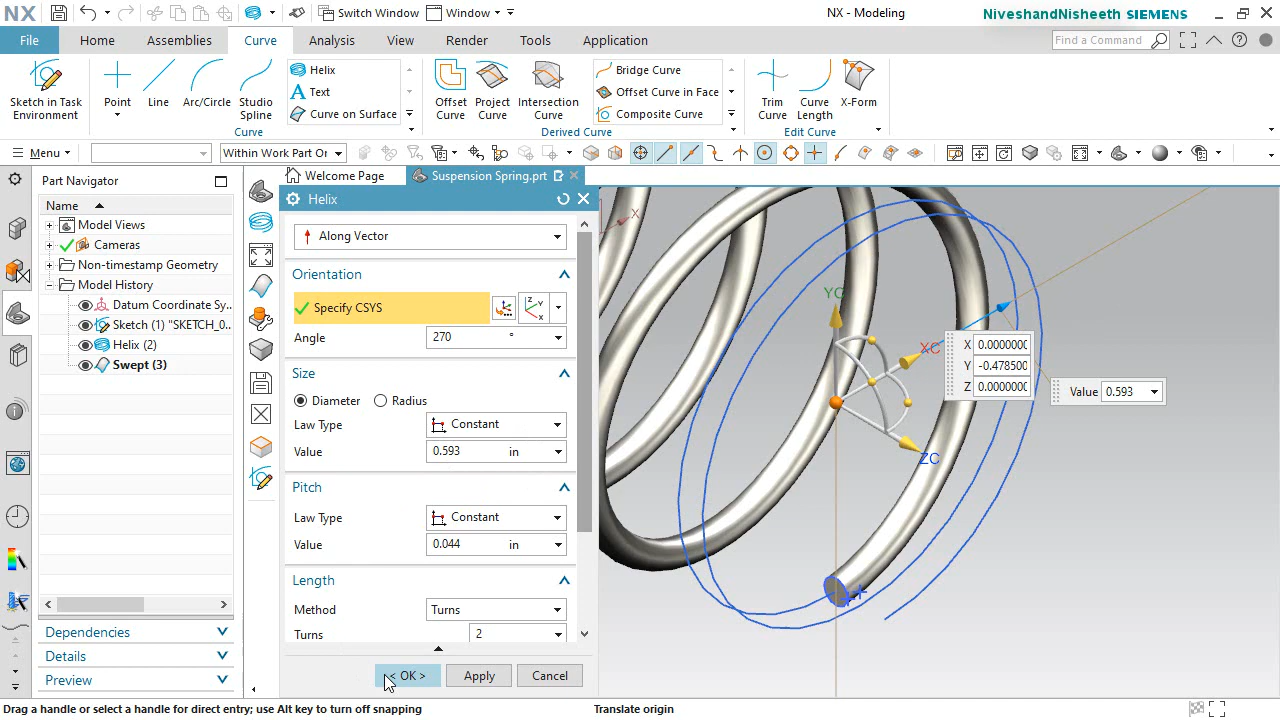 NX
Switch Window
Window
NX - Modeling
NiveshandNisheeth SIEMENS
File
Home
Assemblies
Curve
Analysis
View
Render
Tools
Application
Find a Command
Sketch in Task
Environment
Point
Line
Arc/Circle
Studio
Spline
Helix
A Text
Curve on Surface
Curve
Offset
Curve
Project
Curve
Intersection
Curve
Bridge Curve
Offset Curve in Face
Composite Curve
Derived Curve
Trim
Curve
Curve
Length
X-Form
Edit Curve
Menu
Within Work Part Or
Part Navigator
Welcome Page
Suspension Spring.prt
Name
Model Views
Cameras
Non-timestamp Geometry
Model History
Datum Coordinate Sy...
Sketch (1) "SKETCH_0...
Helix (2)
Swept (3)
Dependencies
Details
Preview
Helix
Along Vector
Orientation
Specify CSYS
Angle 270 °
Size
Diameter Radius
Law Type Constant
Value 0.593 in
Pitch
Law Type Constant
Value 0.044 in
Length
Method Turns
Turns 2
< OK > Apply Cancel
X
YC
XC
ZC
X 0.0000000
Y -0.478500
Z 0.0000000
Value 0.593
Drag a handle or select a handle for direct entry; use Alt key to turn off snapping
Translate origin